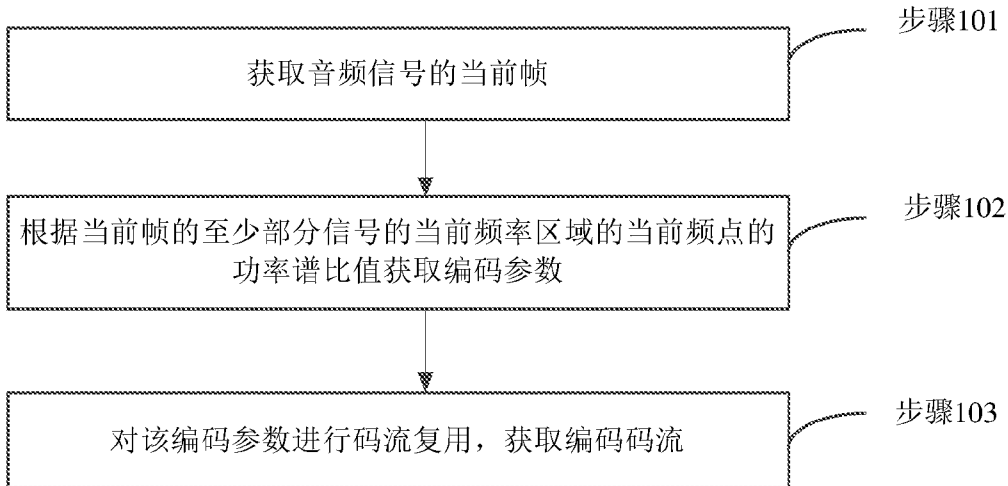 步骤101
获取音频信号的当前帧
步骤102
根据当前帧的至少部分信号的当前频率区域的当前频点的
功率谱比值获取编码参数
步骤103
对该编码参数进行码流复用，获取编码码流